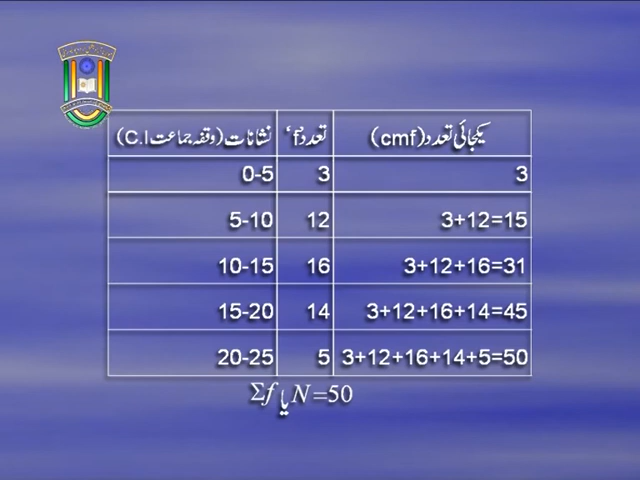 نشانات (وقفہ جماعت C.I) تعدد 'f' یکجائی تعدد (cmf)
0-5 3 3
5-10 12 3+12=15
10-15 16 3+12+16=31
15-20 14 3+12+16+14=45
20-25 5 3+12+16+14+5=50
Σf یا N=50